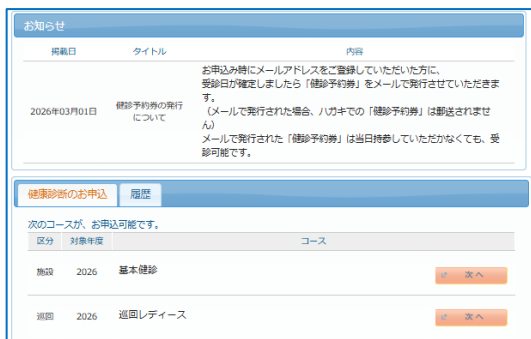 お知らせ
掲載日 タイトル 内容
お申込み時にメールアドレスをご登録していただいた方に、
受診日が確定しましたら「健診予約券」をメールで発行させていただきま
す。
2026年03月01日 健診予約券の発行
について
（メールで発行された場合、ハガキでの「健診予約券」は郵送されませ
ん）
メールで発行された「健診予約券」は当日持参していただかなくても、受
診可能です。
健康診断のお申込 履歴
次のコースが、お申込可能です。
区分 対象年度 コース
施設 2026 基本健診 次へ
巡回 2026 巡回レディース 次へ